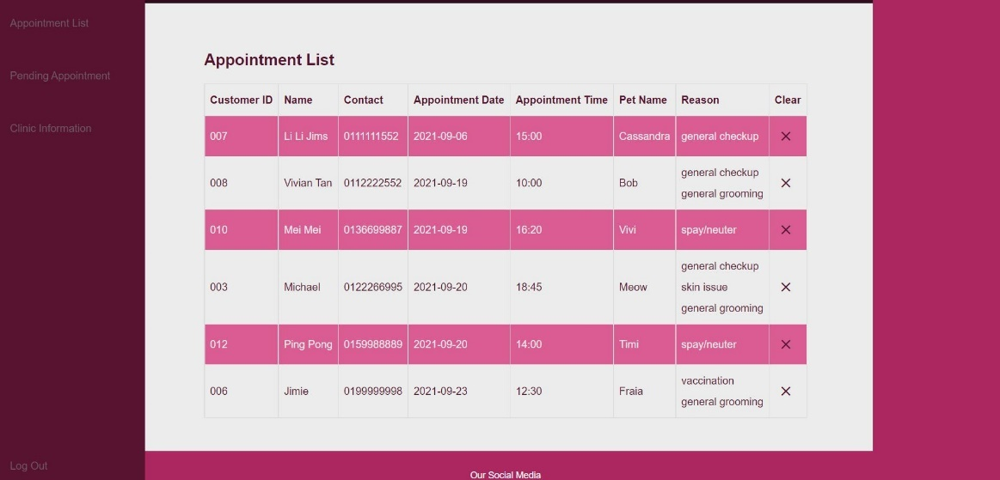 Appointment List
Pending Appointment
Clinic Information
Log Out
Appointment List
Customer ID Name Contact Appointment Date Appointment Time Pet Name Reason Clear
007 Li Li Jims 0111111552 2021-09-06 15:00 Cassandra general checkup ×
008 Vivian Tan 0112222552 2021-09-19 10:00 Bob general checkup ×
general grooming
010 Mei Mei 0136699887 2021-09-19 16:20 Vivi spay/neuter ×
003 Michael 0122266995 2021-09-20 18:45 Meow general checkup ×
skin issue
general grooming
012 Ping Pong 0159988889 2021-09-20 14:00 Timi spay/neuter ×
006 Jimie 0199999998 2021-09-23 12:30 Fraia vaccination ×
general grooming
Our Social Media